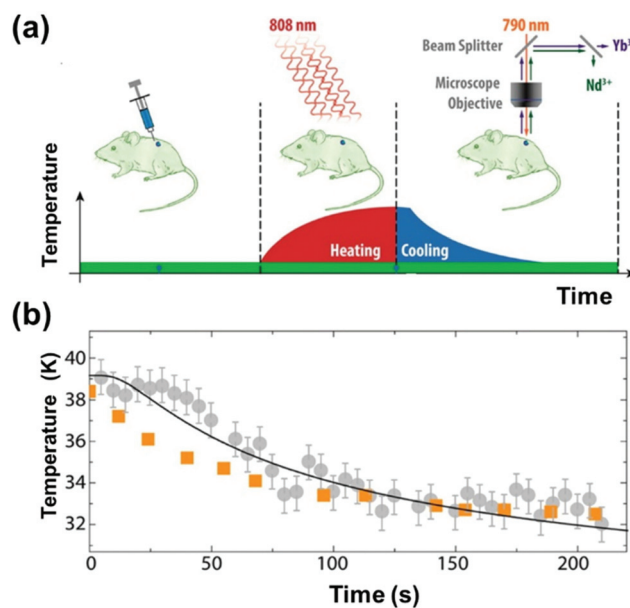 (a)
808 nm
790 nm
Beam Splitter
Microscope
Objective
Nd³⁺
Temperature
Heating
Cooling
Time
(b)
Temperature (K)
40
38
36
34
32
0
50
100
150
200
Time (s)